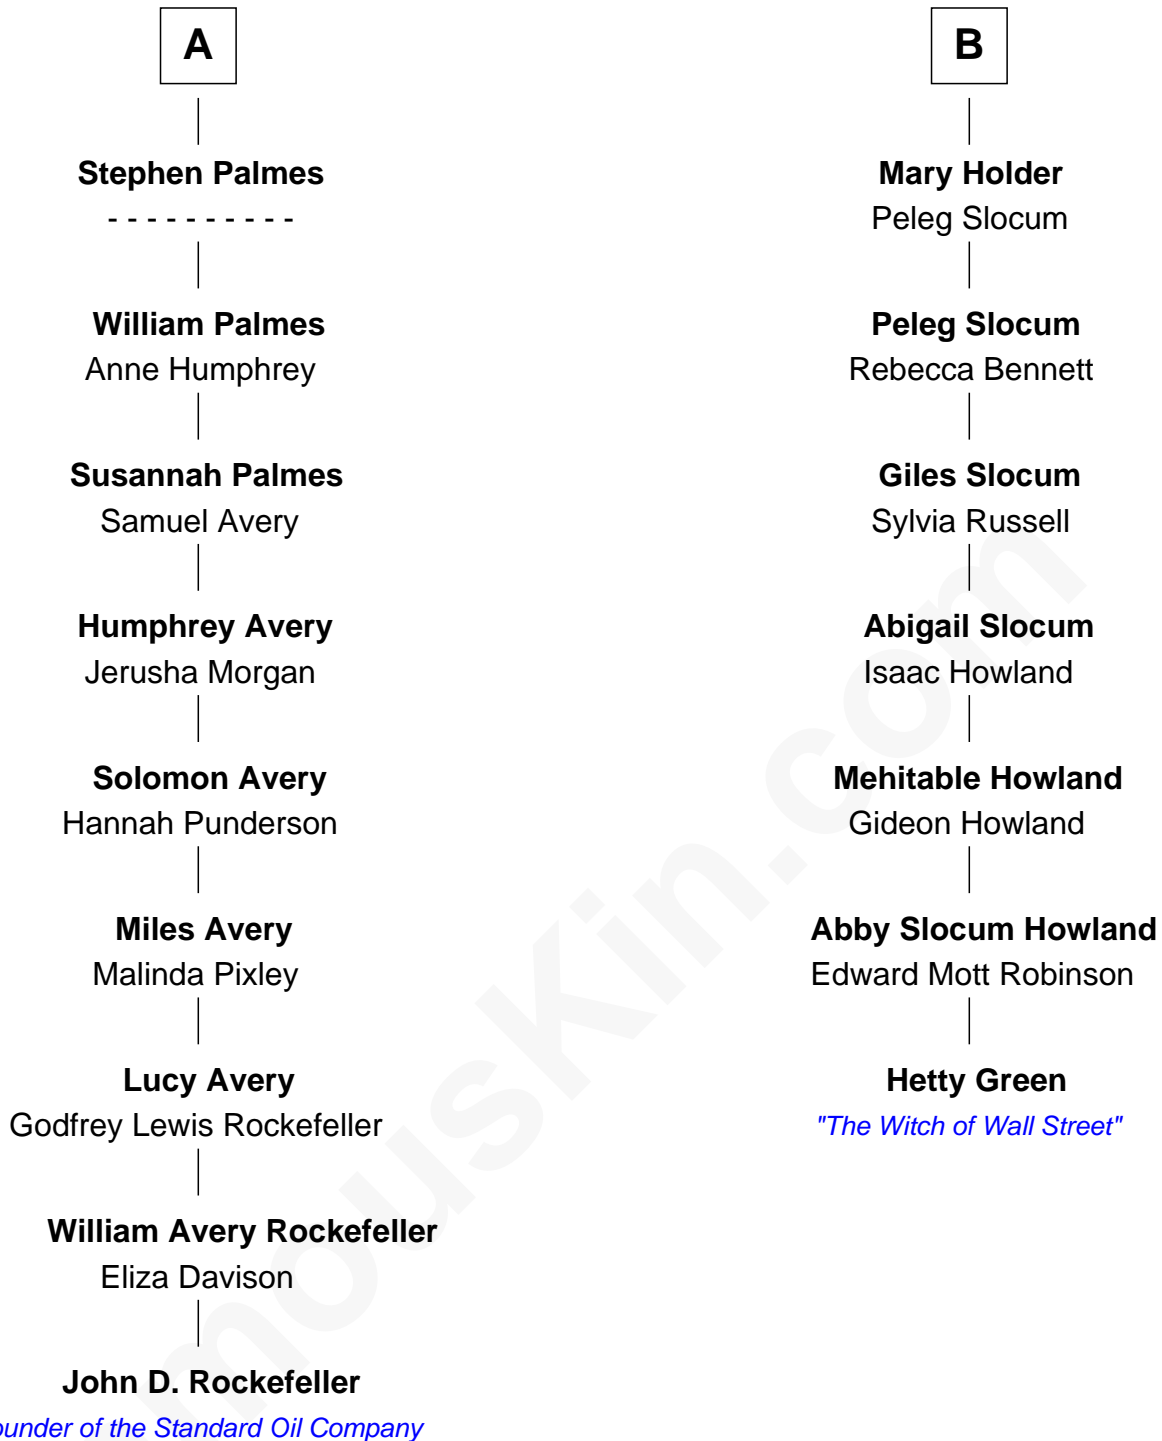 A
Stephen Palmes
- - - - - - - - - -
William Palmes
Anne Humphrey
Susannah Palmes
Samuel Avery
Humphrey Avery
Jerusha Morgan
Solomon Avery
Hannah Punderson
Miles Avery
Malinda Pixley
Lucy Avery
Godfrey Lewis Rockefeller
William Avery Rockefeller
Eliza Davison
John D. Rockefeller
ounder of the Standard Oil Company
B
Mary Holder
Peleg Slocum
Peleg Slocum
Rebecca Bennett
Giles Slocum
Sylvia Russell
Abigail Slocum
Isaac Howland
Mehitable Howland
Gideon Howland
Abby Slocum Howland
Edward Mott Robinson
Hetty Green
"The Witch of Wall Street"
mousKin.com